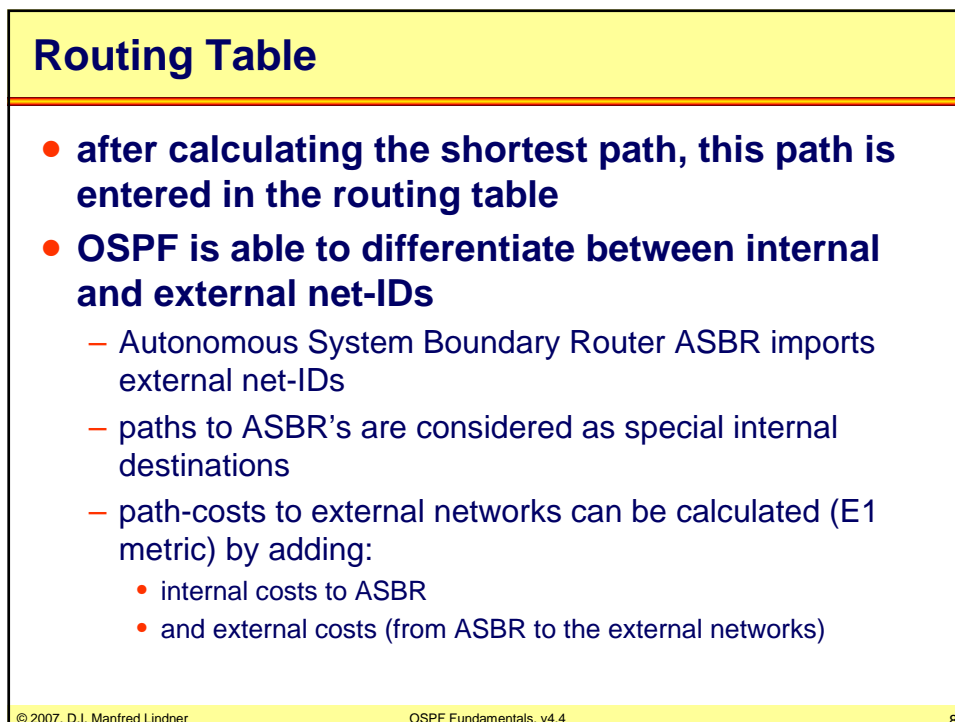 Routing Table
• after calculating the shortest path, this path is
entered in the routing table
• OSPF is able to differentiate between internal
and external net-IDs
– Autonomous System Boundary Router ASBR imports
external net-IDs
– paths to ASBR's are considered as special internal
destinations
– path-costs to external networks can be calculated (E1
metric) by adding:
• internal costs to ASBR
• and external costs (from ASBR to the external networks)
© 2007, D.I. Manfred Lindner
OSPF Fundamentals, v4.4